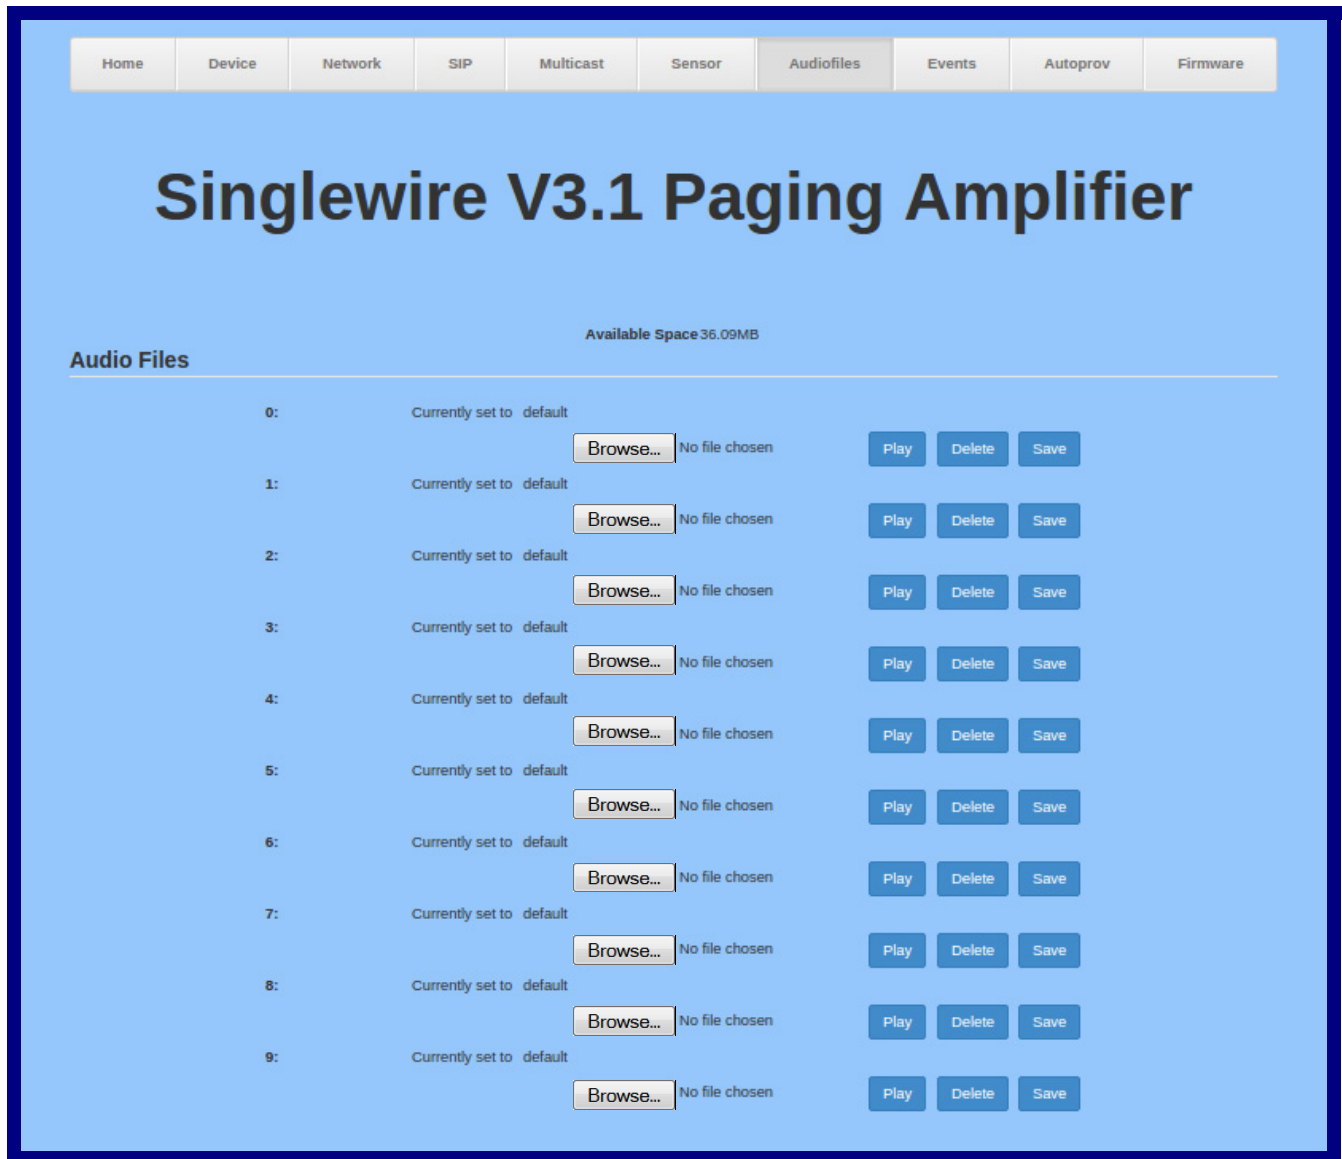 Home Device Network SIP Multicast Sensor Audiofiles Events Autoprov Firmware
Singlewire V3.1 Paging Amplifier
Available Space 36.09MB
Audio Files
0: Currently set to default
Browse... No file chosen Play Delete Save
1: Currently set to default
Browse... No file chosen Play Delete Save
2: Currently set to default
Browse... No file chosen Play Delete Save
3: Currently set to default
Browse... No file chosen Play Delete Save
4: Currently set to default
Browse... No file chosen Play Delete Save
5: Currently set to default
Browse... No file chosen Play Delete Save
6: Currently set to default
Browse... No file chosen Play Delete Save
7: Currently set to default
Browse... No file chosen Play Delete Save
8: Currently set to default
Browse... No file chosen Play Delete Save
9: Currently set to default
Browse... No file chosen Play Delete Save